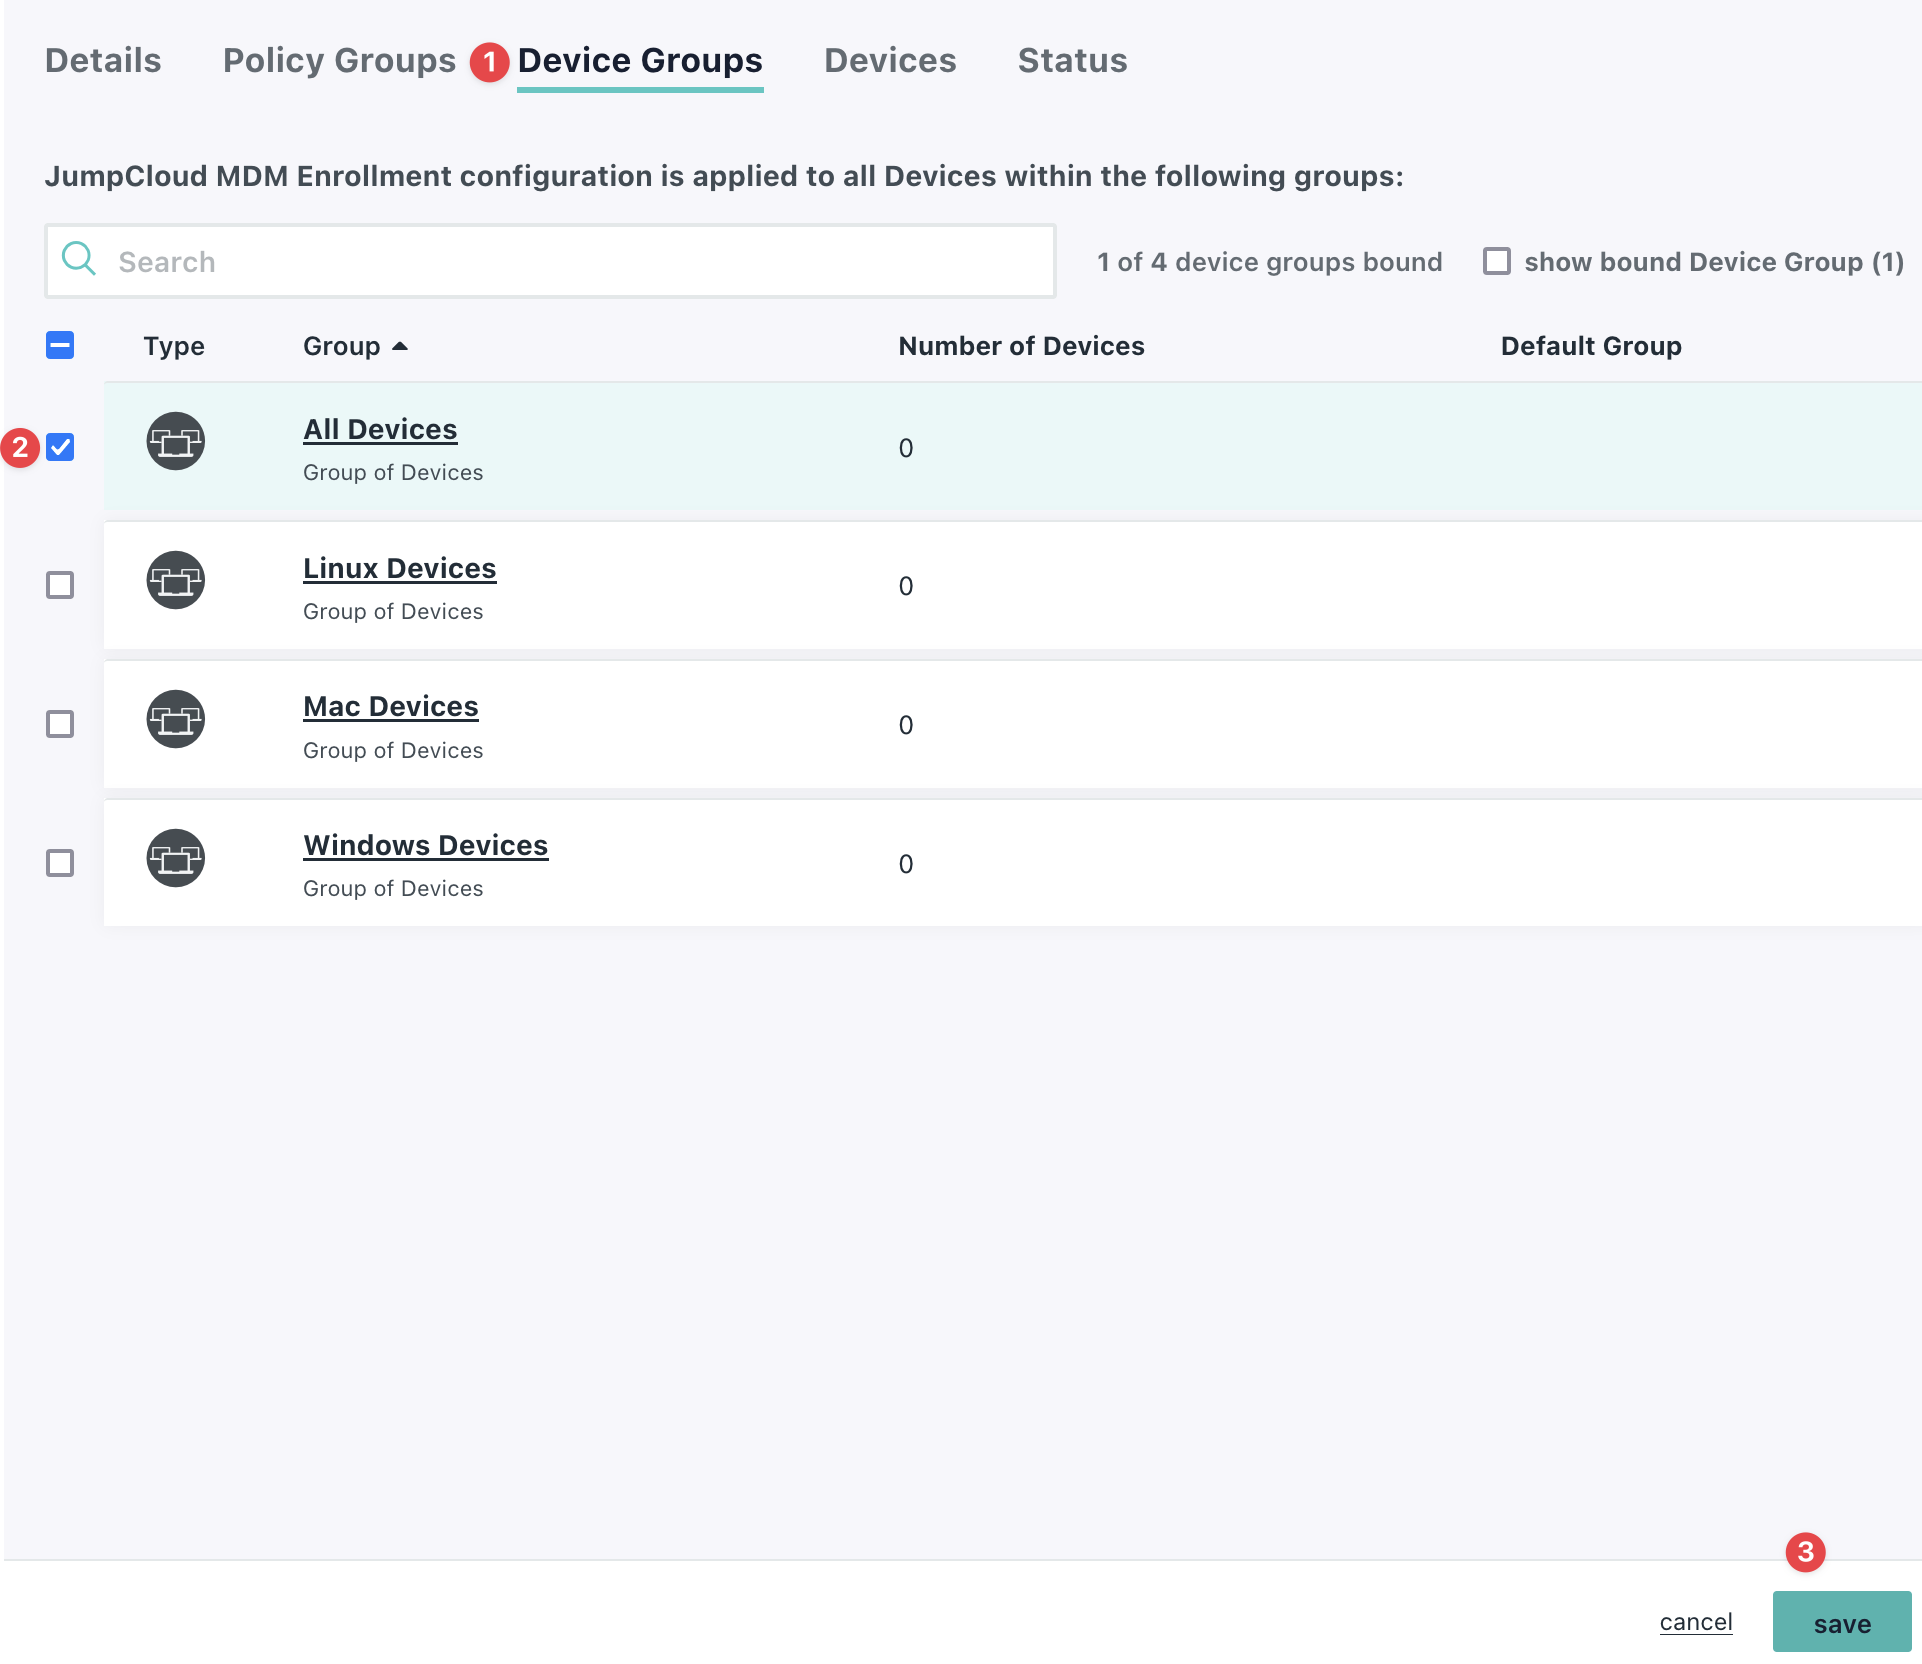 Details Policy Groups 1 Device Groups Devices Status
JumpCloud MDM Enrollment configuration is applied to all Devices within the following groups:
Search 1 of 4 device groups bound show bound Device Group (1)
Type Group Number of Devices Default Group
All Devices
2 0
Group of Devices
Linux Devices
0
Group of Devices
Mac Devices
0
Group of Devices
Windows Devices
0
Group of Devices
3
cancel save